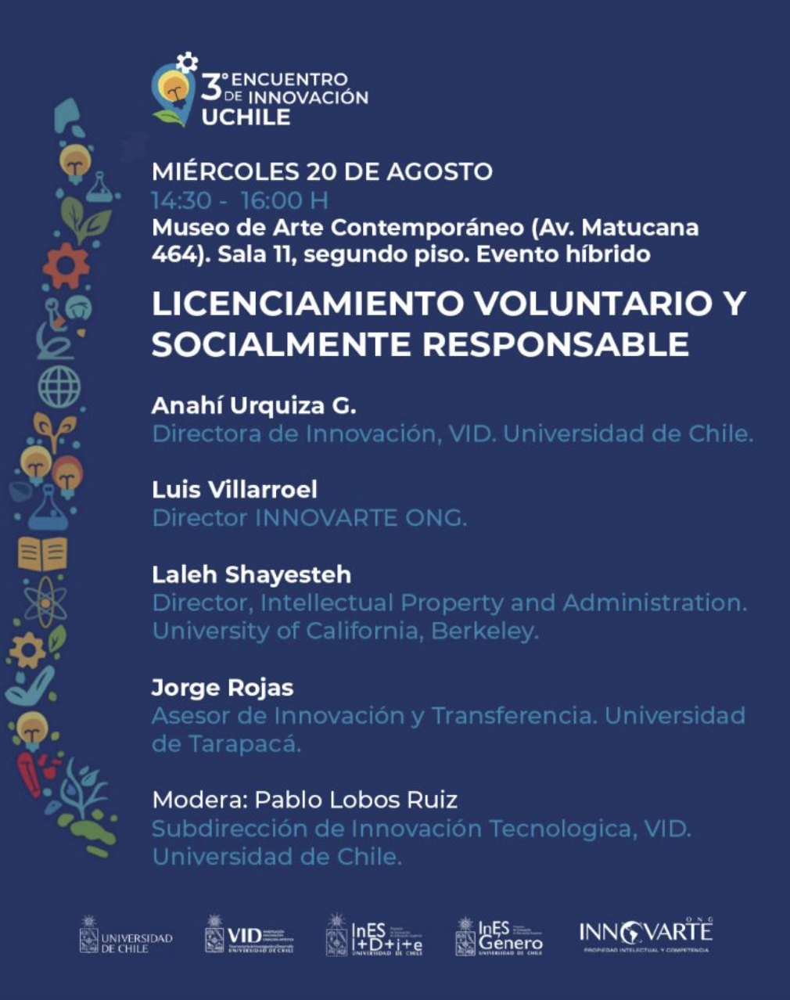 3° ENCUENTRO
DE INNOVACIÓN
UCHILE
MIÉRCOLES 20 DE AGOSTO
14:30 - 16:00 H
Museo de Arte Contemporáneo (Av. Matucana
464). Sala 11, segundo piso. Evento híbrido
LICENCIAMIENTO VOLUNTARIO Y
SOCIALMENTE RESPONSABLE
Anahí Urquiza G.
Directora de Innovación, VID. Universidad de Chile.
Luis Villarroel
Director INNOVARTE ONG.
Laleh Shayesteh
Director, Intellectual Property and Administration.
University of California, Berkeley.
Jorge Rojas
Asesor de Innovación y Transferencia. Universidad
de Tarapacá.
Modera: Pablo Lobos Ruiz
Subdirección de Innovación Tecnologica, VID.
Universidad de Chile.
UNIVERSIDAD
DE CHILE
VID
UNIVERSIDAD DE CHILE
InES
I+D+i+e
UNIVERSIDAD DE CHILE
InES
Género
UNIVERSIDAD DE CHILE
ONG
INNOVARTE
PROPIEDAD INTELECTUAL Y COMPETENCIA